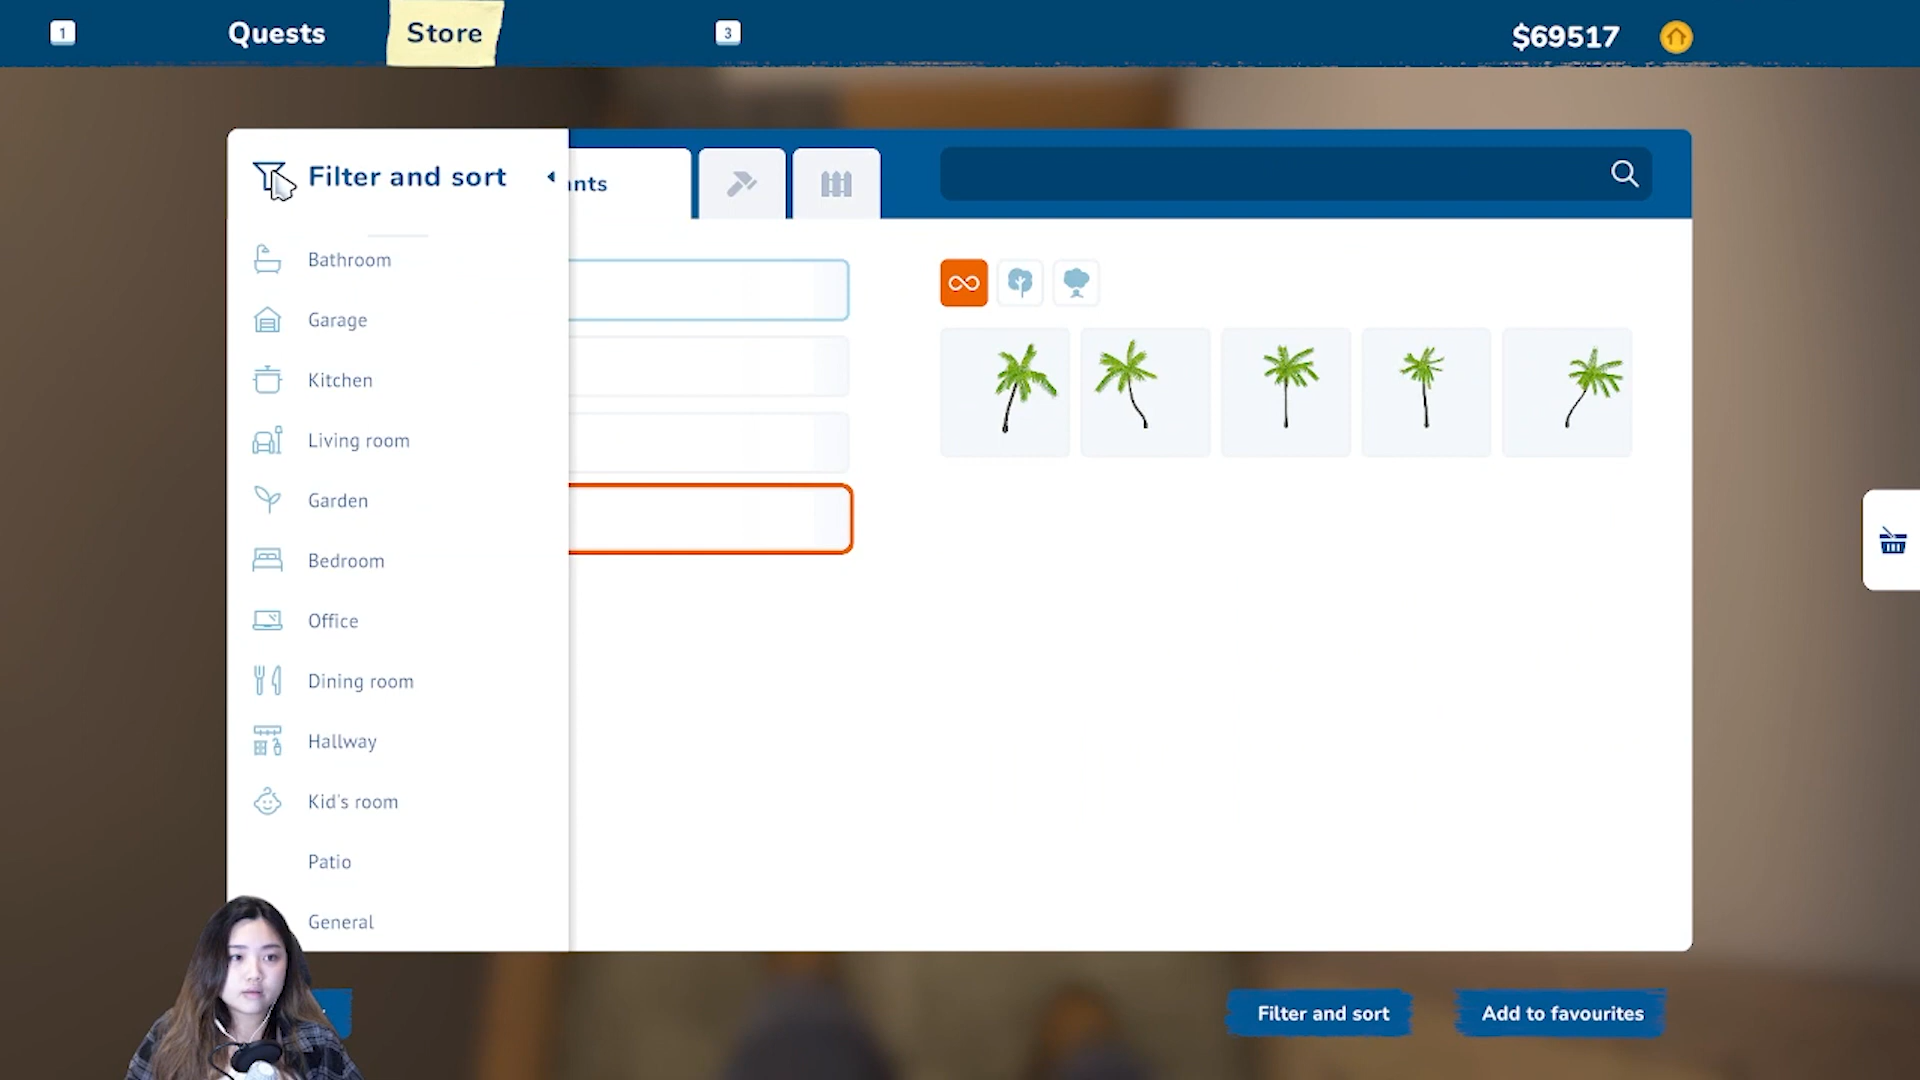 1
Quests
Store
3
$69517
Filter and sort
nts
Bathroom
Garage
Kitchen
Living room
Garden
Bedroom
Office
Dining room
Hallway
Kid's room
Patio
General
Filter and sort
Add to favourites